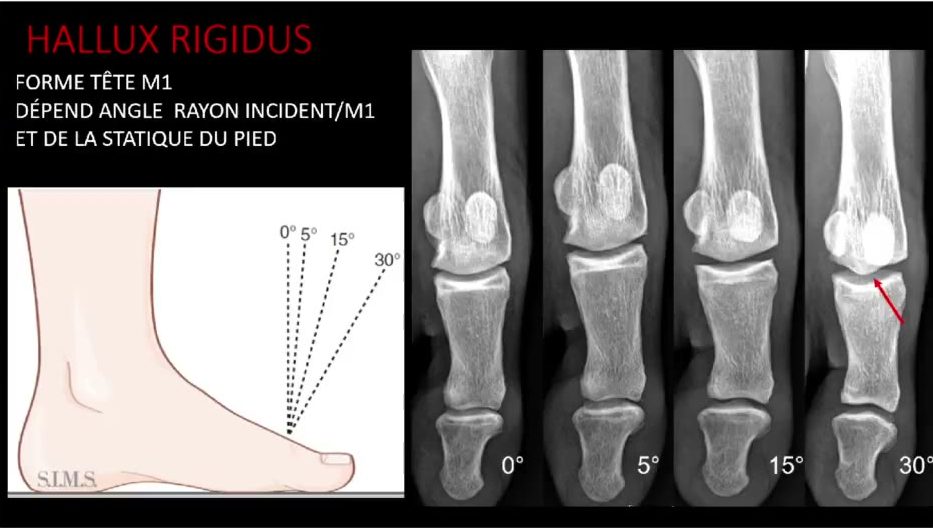 HALLUX RIGIDUS
FORME TÊTE M1
DÉPEND ANGLE RAYON INCIDENT/M1
ET DE LA STATIQUE DU PIED
0° 5° 15° 30°
S.I.M.S.
0° 5° 15° 30°